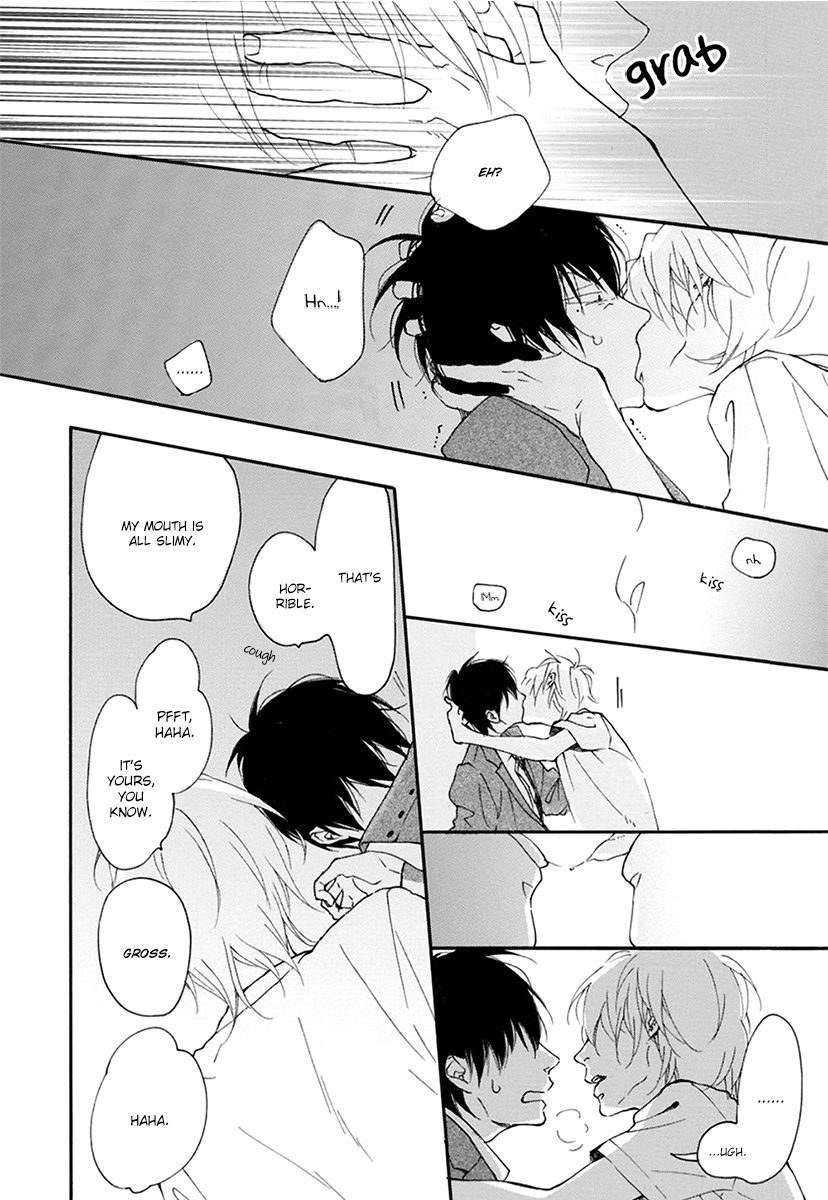 grab
EH?
Hn...!
......
nh
kiss
Mm
kiss
......
...UGH.
THAT'S
HOR-
RIBLE.
cough
MY MOUTH IS
ALL SLIMY.
PFFT,
HAHA.
IT'S
YOURS,
YOU
KNOW.
GROSS.
HAHA.